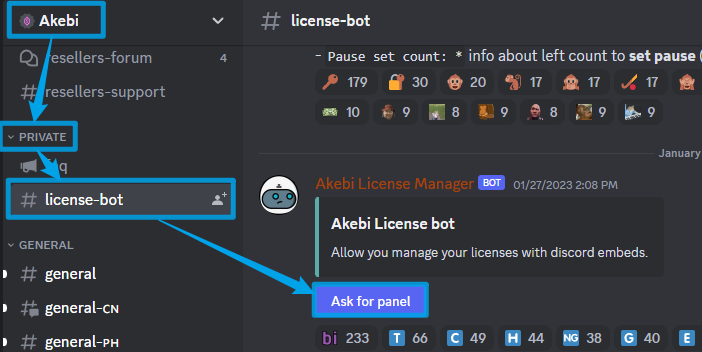 Akebi
resellers-forum
4
resellers-support
PRIVATE
license-bot
GENERAL
general
general-CN
general-PH
license-bot
- Pause set count: * info about left count to set pause (
179 30 20 17 17 17
10 9 8 9 8 9 9
January
Akebi License Manager BOT 01/27/2023 2:08 PM
Akebi License bot
Allow you manage your licenses with discord embeds.
Ask for panel
bi 233 T 66 C 49 H 44 NG 38 G 40 E